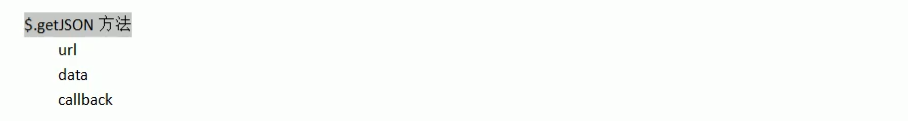 $.getJSON 方法
url
data
callback